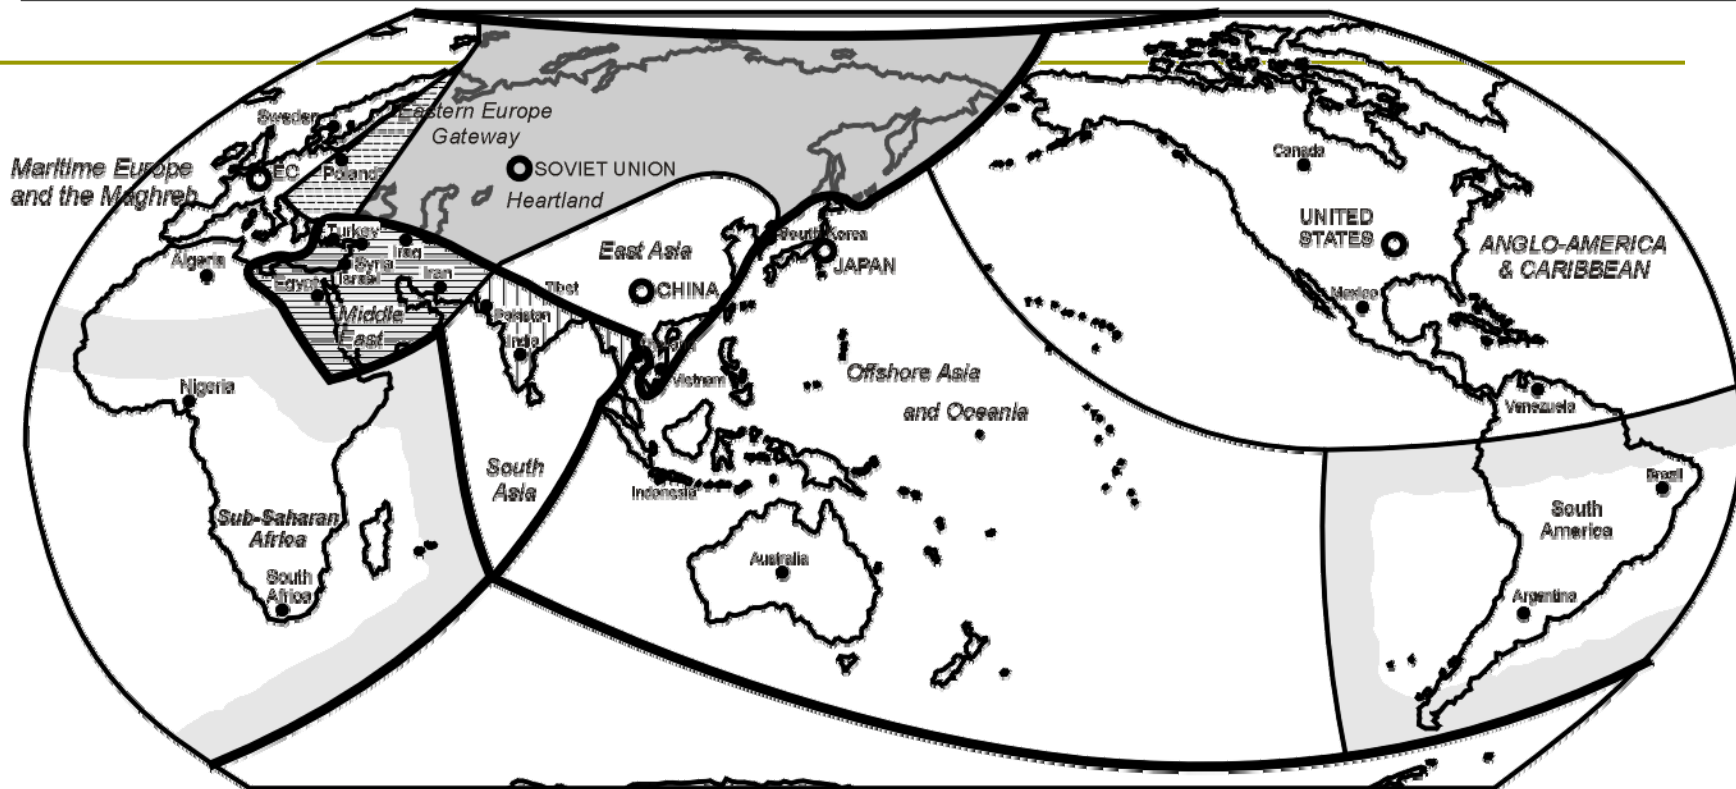 Sweden
Eastern Europe
Gateway
Maritime Europe
and the Maghreb
EC
Poland
SOVIET UNION
Heartland
Canada
UNITED
STATES
ANGLO-AMERICA
& CARIBBEAN
Mexico
Turkey
Iraq
Syria
Israel
Iran
Algeria
Egypt
Middle
East
East Asia
South Korea
JAPAN
CHINA
Tibet
Pakistan
India
Vietnam
Offshore Asia
and Oceania
Nigeria
Venezuela
South
Asia
Indonesia
Brazil
Sub-Saharan
Africa
South
America
Australia
South
Africa
Argentina